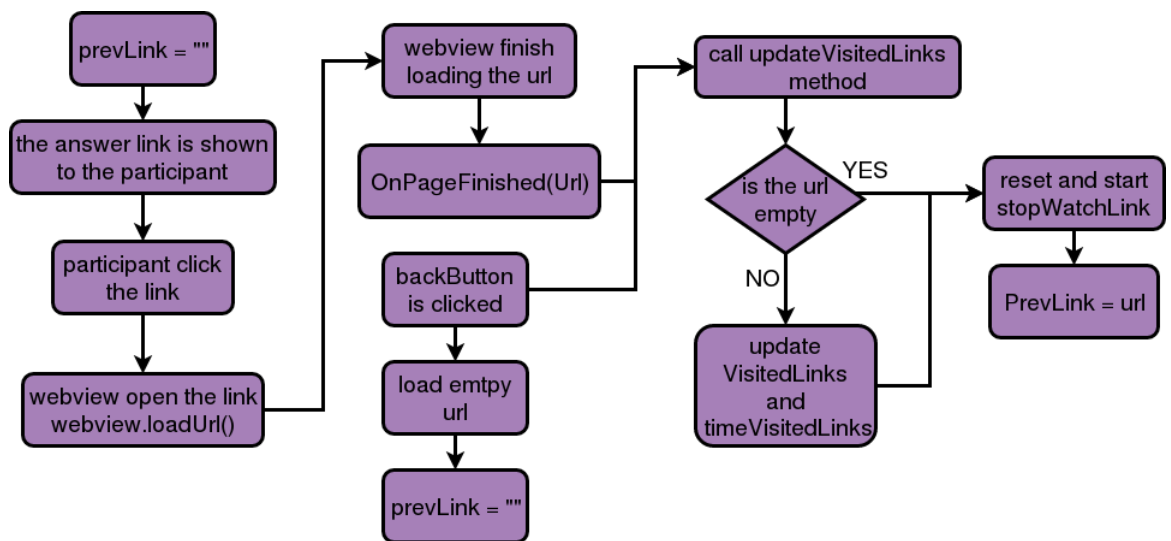 prevLink = ""
the answer link is shown
to the participant
participant click
the link
webview open the link
webview.loadUrl()
webview finish
loading the url
OnPageFinished(Url)
backButton
is clicked
load emtpy
url
prevLink = ""
call updateVisitedLinks
method
is the url
empty
YES
NO
update
VisitedLinks
and
timeVisitedLinks
reset and start
stopWatchLink
PrevLink = url